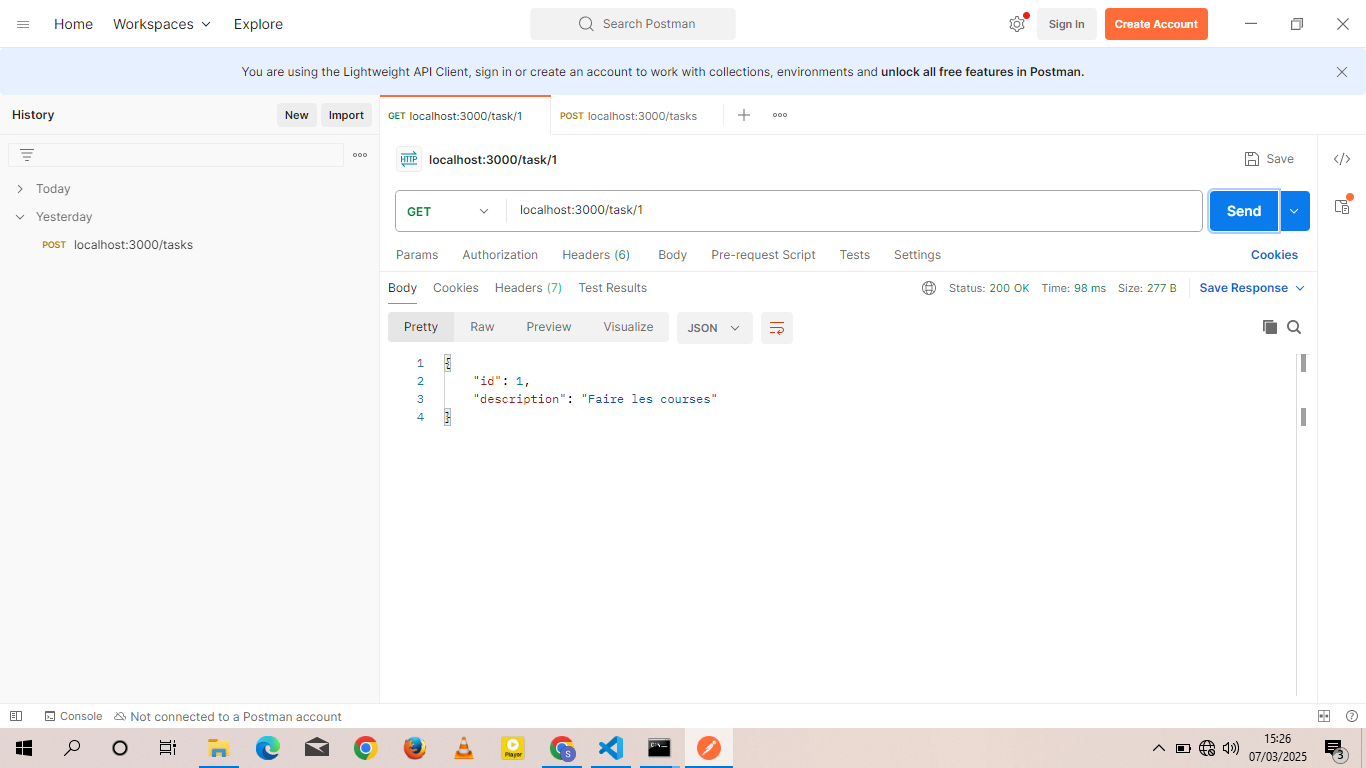 Home Workspaces Explore Search Postman Sign In Create Account
You are using the Lightweight API Client, sign in or create an account to work with collections, environments and unlock all free features in Postman.
History New Import
GET localhost:3000/task/1 POST localhost:3000/tasks
HTTP localhost:3000/task/1 Save
Today
Yesterday
POST localhost:3000/tasks
GET localhost:3000/task/1 Send
Params Authorization Headers (6) Body Pre-request Script Tests Settings Cookies
Body Cookies Headers (7) Test Results Status: 200 OK Time: 98 ms Size: 277 B Save Response
Pretty Raw Preview Visualize JSON
1 {
2 "id": 1,
3 "description": "Faire les courses"
4 }
Console Not connected to a Postman account
Player
S
15:26
07/03/2025
3